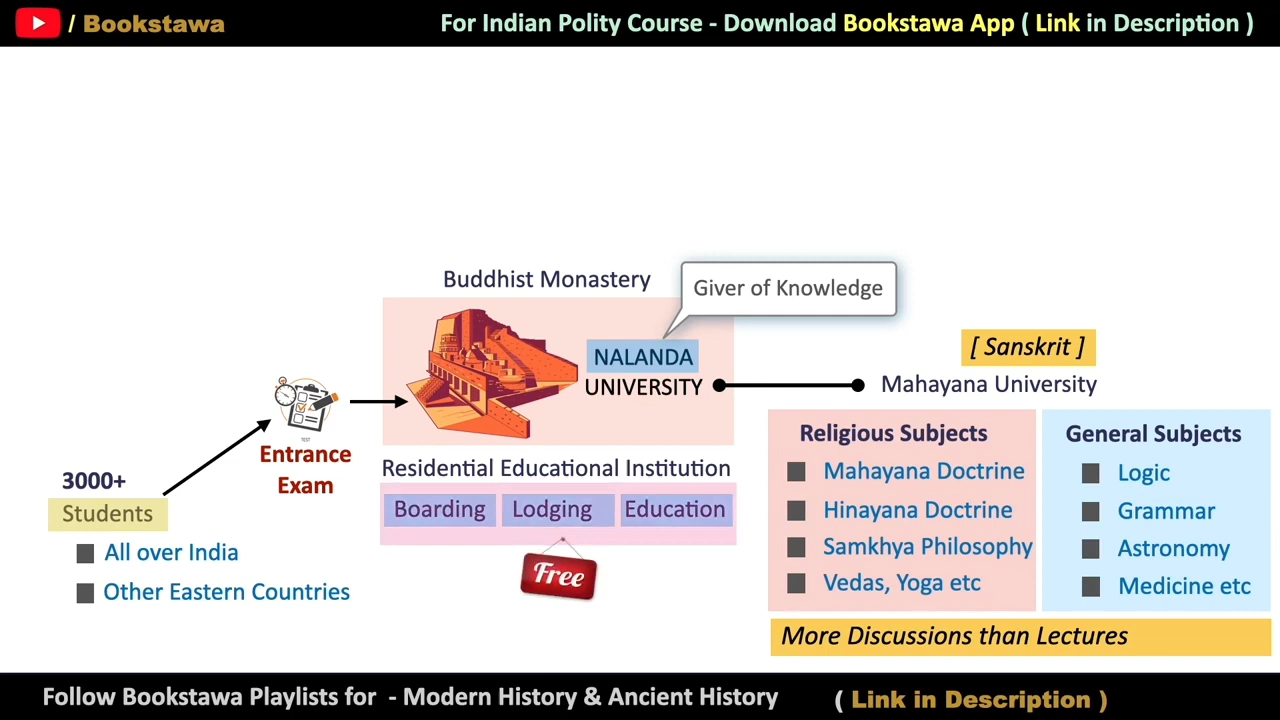 / Bookstawa
For Indian Polity Course - Download Bookstawa App ( Link in Description )
Buddhist Monastery
Giver of Knowledge
NALANDA
UNIVERSITY
[ Sanskrit ]
Mahayana University
TEST
Entrance
Exam
3000+
Students
All over India
Other Eastern Countries
Residential Educational Institution
Boarding
Lodging
Education
Free
Religious Subjects
Mahayana Doctrine
Hinayana Doctrine
Samkhya Philosophy
Vedas, Yoga etc
General Subjects
Logic
Grammar
Astronomy
Medicine etc
More Discussions than Lectures
Follow Bookstawa Playlists for - Modern History & Ancient History
( Link in Description )